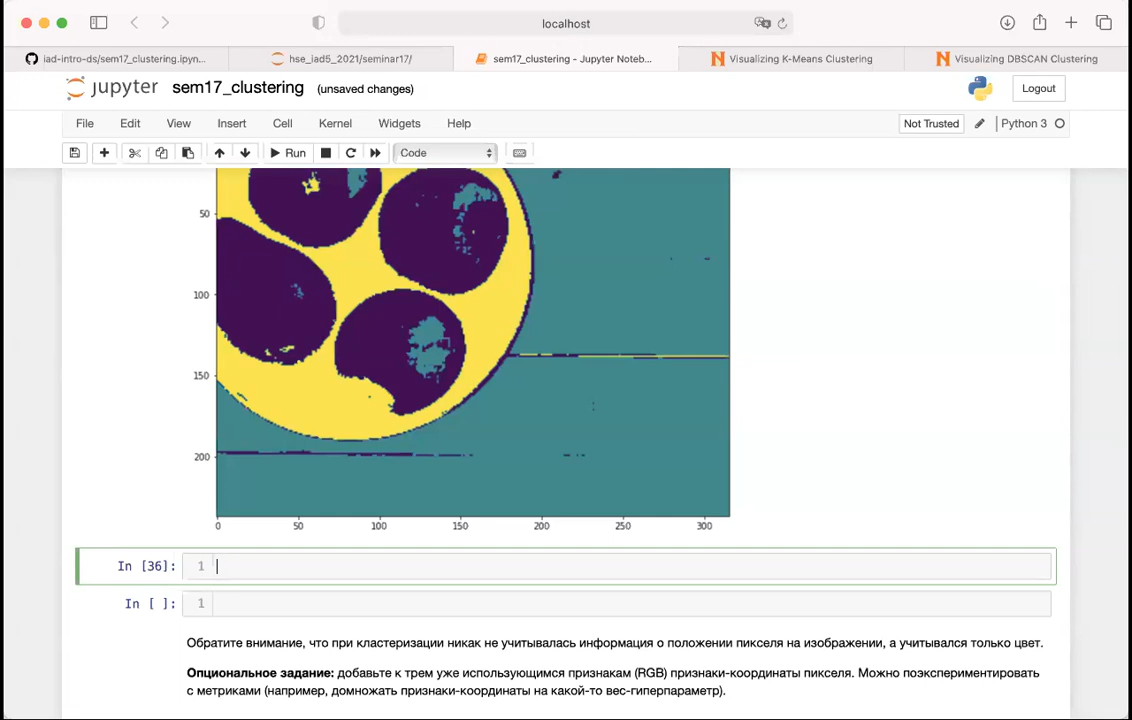 localhost
iad-intro-ds/sem17_clustering.ipyn...
hse_iad5_2021/seminar17/
sem17_clustering - Jupyter Noteb...
Visualizing K-Means Clustering
Visualizing DBSCAN Clustering
jupyter sem17_clustering (unsaved changes)
Logout
File Edit View Insert Cell Kernel Widgets Help
Not Trusted
Python 3
Run
Code
50
100
150
200
0 50 100 150 200 250 300
In [36]: 1
In [ ]: 1
Обратите внимание, что при кластеризации никак не учитывалась информация о положении пикселя на изображении, а учитывался только цвет.
Опциональное задание: добавьте к трем уже использующимся признакам (RGB) признаки-координаты пикселя. Можно поэкспериментировать
с метриками (например, домножать признаки-координаты на какой-то вес-гиперпараметр).